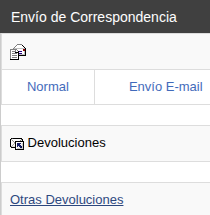 Envío de Correspondencia
Normal Envío E-mail
Devoluciones
Otras Devoluciones